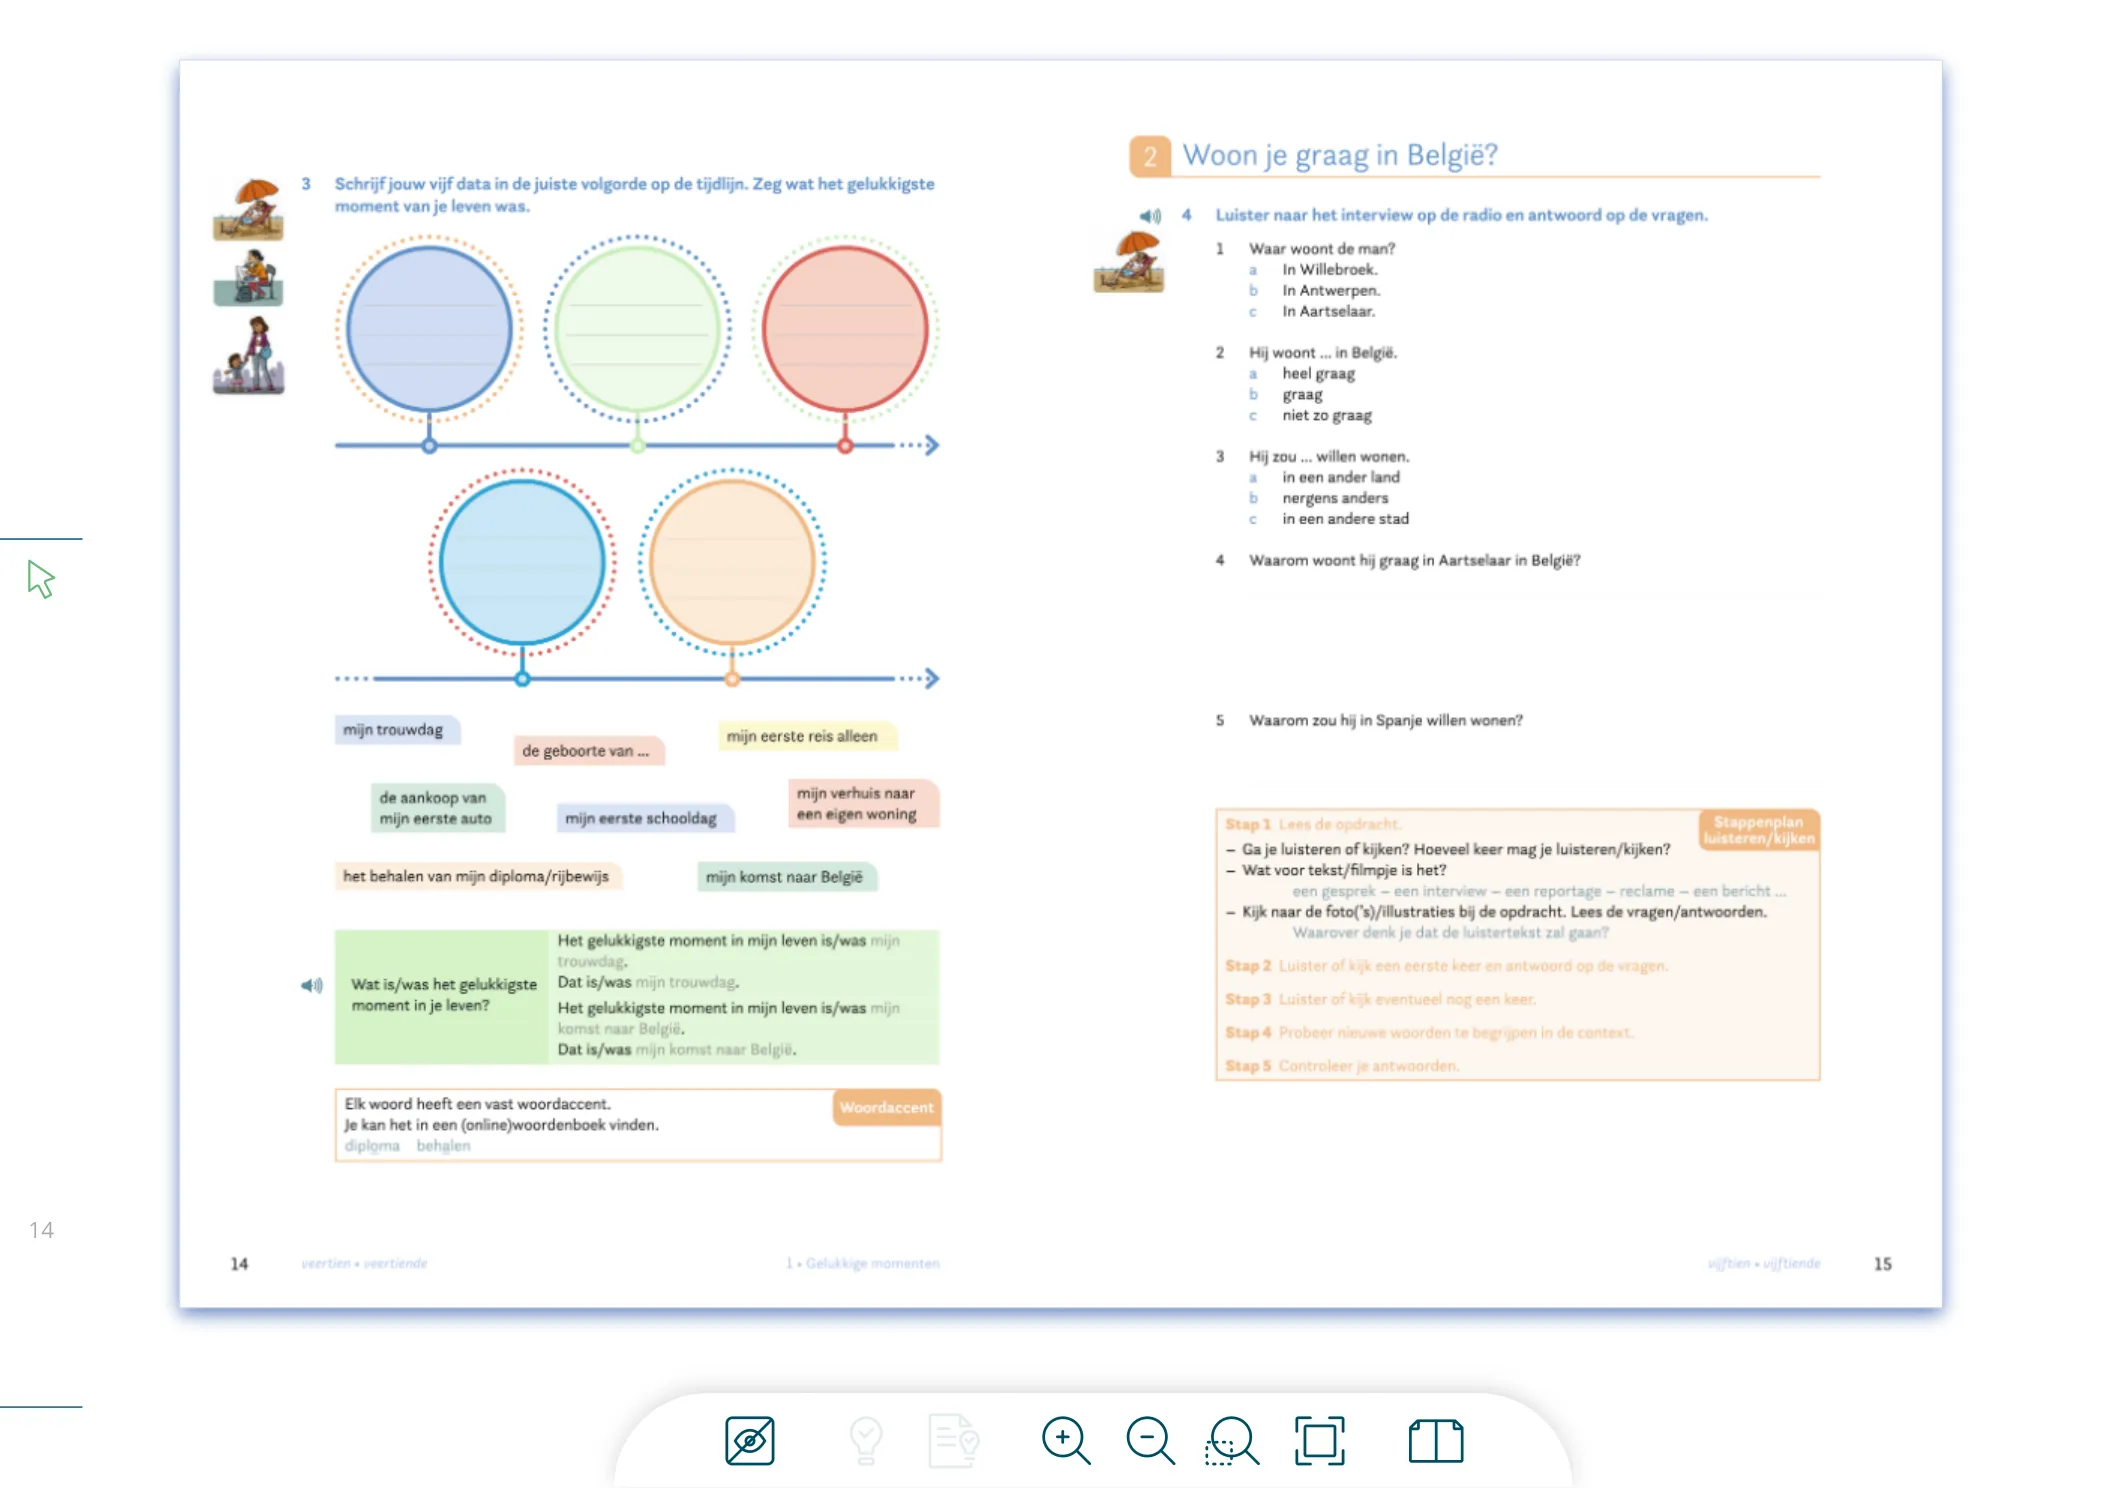 3 Schrijf jouw vijf data in de juiste volgorde op de tijdlijn. Zeg wat het gelukkigste
moment van je leven was.
mijn trouwdag
de geboorte van ...
mijn eerste reis alleen
de aankoop van
mijn eerste auto
mijn eerste schooldag
mijn verhuis naar
een eigen woning
het behalen van mijn diploma/rijbewijs
mijn komst naar België
Wat is/was het gelukkigste
moment in je leven?
Het gelukkigste moment in mijn leven is/was mijn
trouwdag.
Dat is/was mijn trouwdag.
Het gelukkigste moment in mijn leven is/was mijn
komst naar België.
Dat is/was mijn komst naar België.
Woordaccent
Elk woord heeft een vast woordaccent.
Je kan het in een (online)woordenboek vinden.
diploma behalen
14 veertien • veertiende 1 • Gelukkige momenten
2 Woon je graag in België?
4 Luister naar het interview op de radio en antwoord op de vragen.
1 Waar woont de man?
a In Willebroek.
b In Antwerpen.
c In Aartselaar.
2 Hij woont ... in België.
a heel graag
b graag
c niet zo graag
3 Hij zou ... willen wonen.
a in een ander land
b nergens anders
c in een andere stad
4 Waarom woont hij graag in Aartselaar in België?
5 Waarom zou hij in Spanje willen wonen?
Stappenplan
luisteren/kijken
Stap 1 Lees de opdracht.
– Ga je luisteren of kijken? Hoeveel keer mag je luisteren/kijken?
– Wat voor tekst/filmpje is het?
een gesprek – een interview – een reportage – reclame – een bericht ...
– Kijk naar de foto('s)/illustraties bij de opdracht. Lees de vragen/antwoorden.
Waarover denk je dat de luistertekst zal gaan?
Stap 2 Luister of kijk een eerste keer en antwoord op de vragen.
Stap 3 Luister of kijk eventueel nog een keer.
Stap 4 Probeer nieuwe woorden te begrijpen in de context.
Stap 5 Controleer je antwoorden.
vijftien • vijftiende 15
14